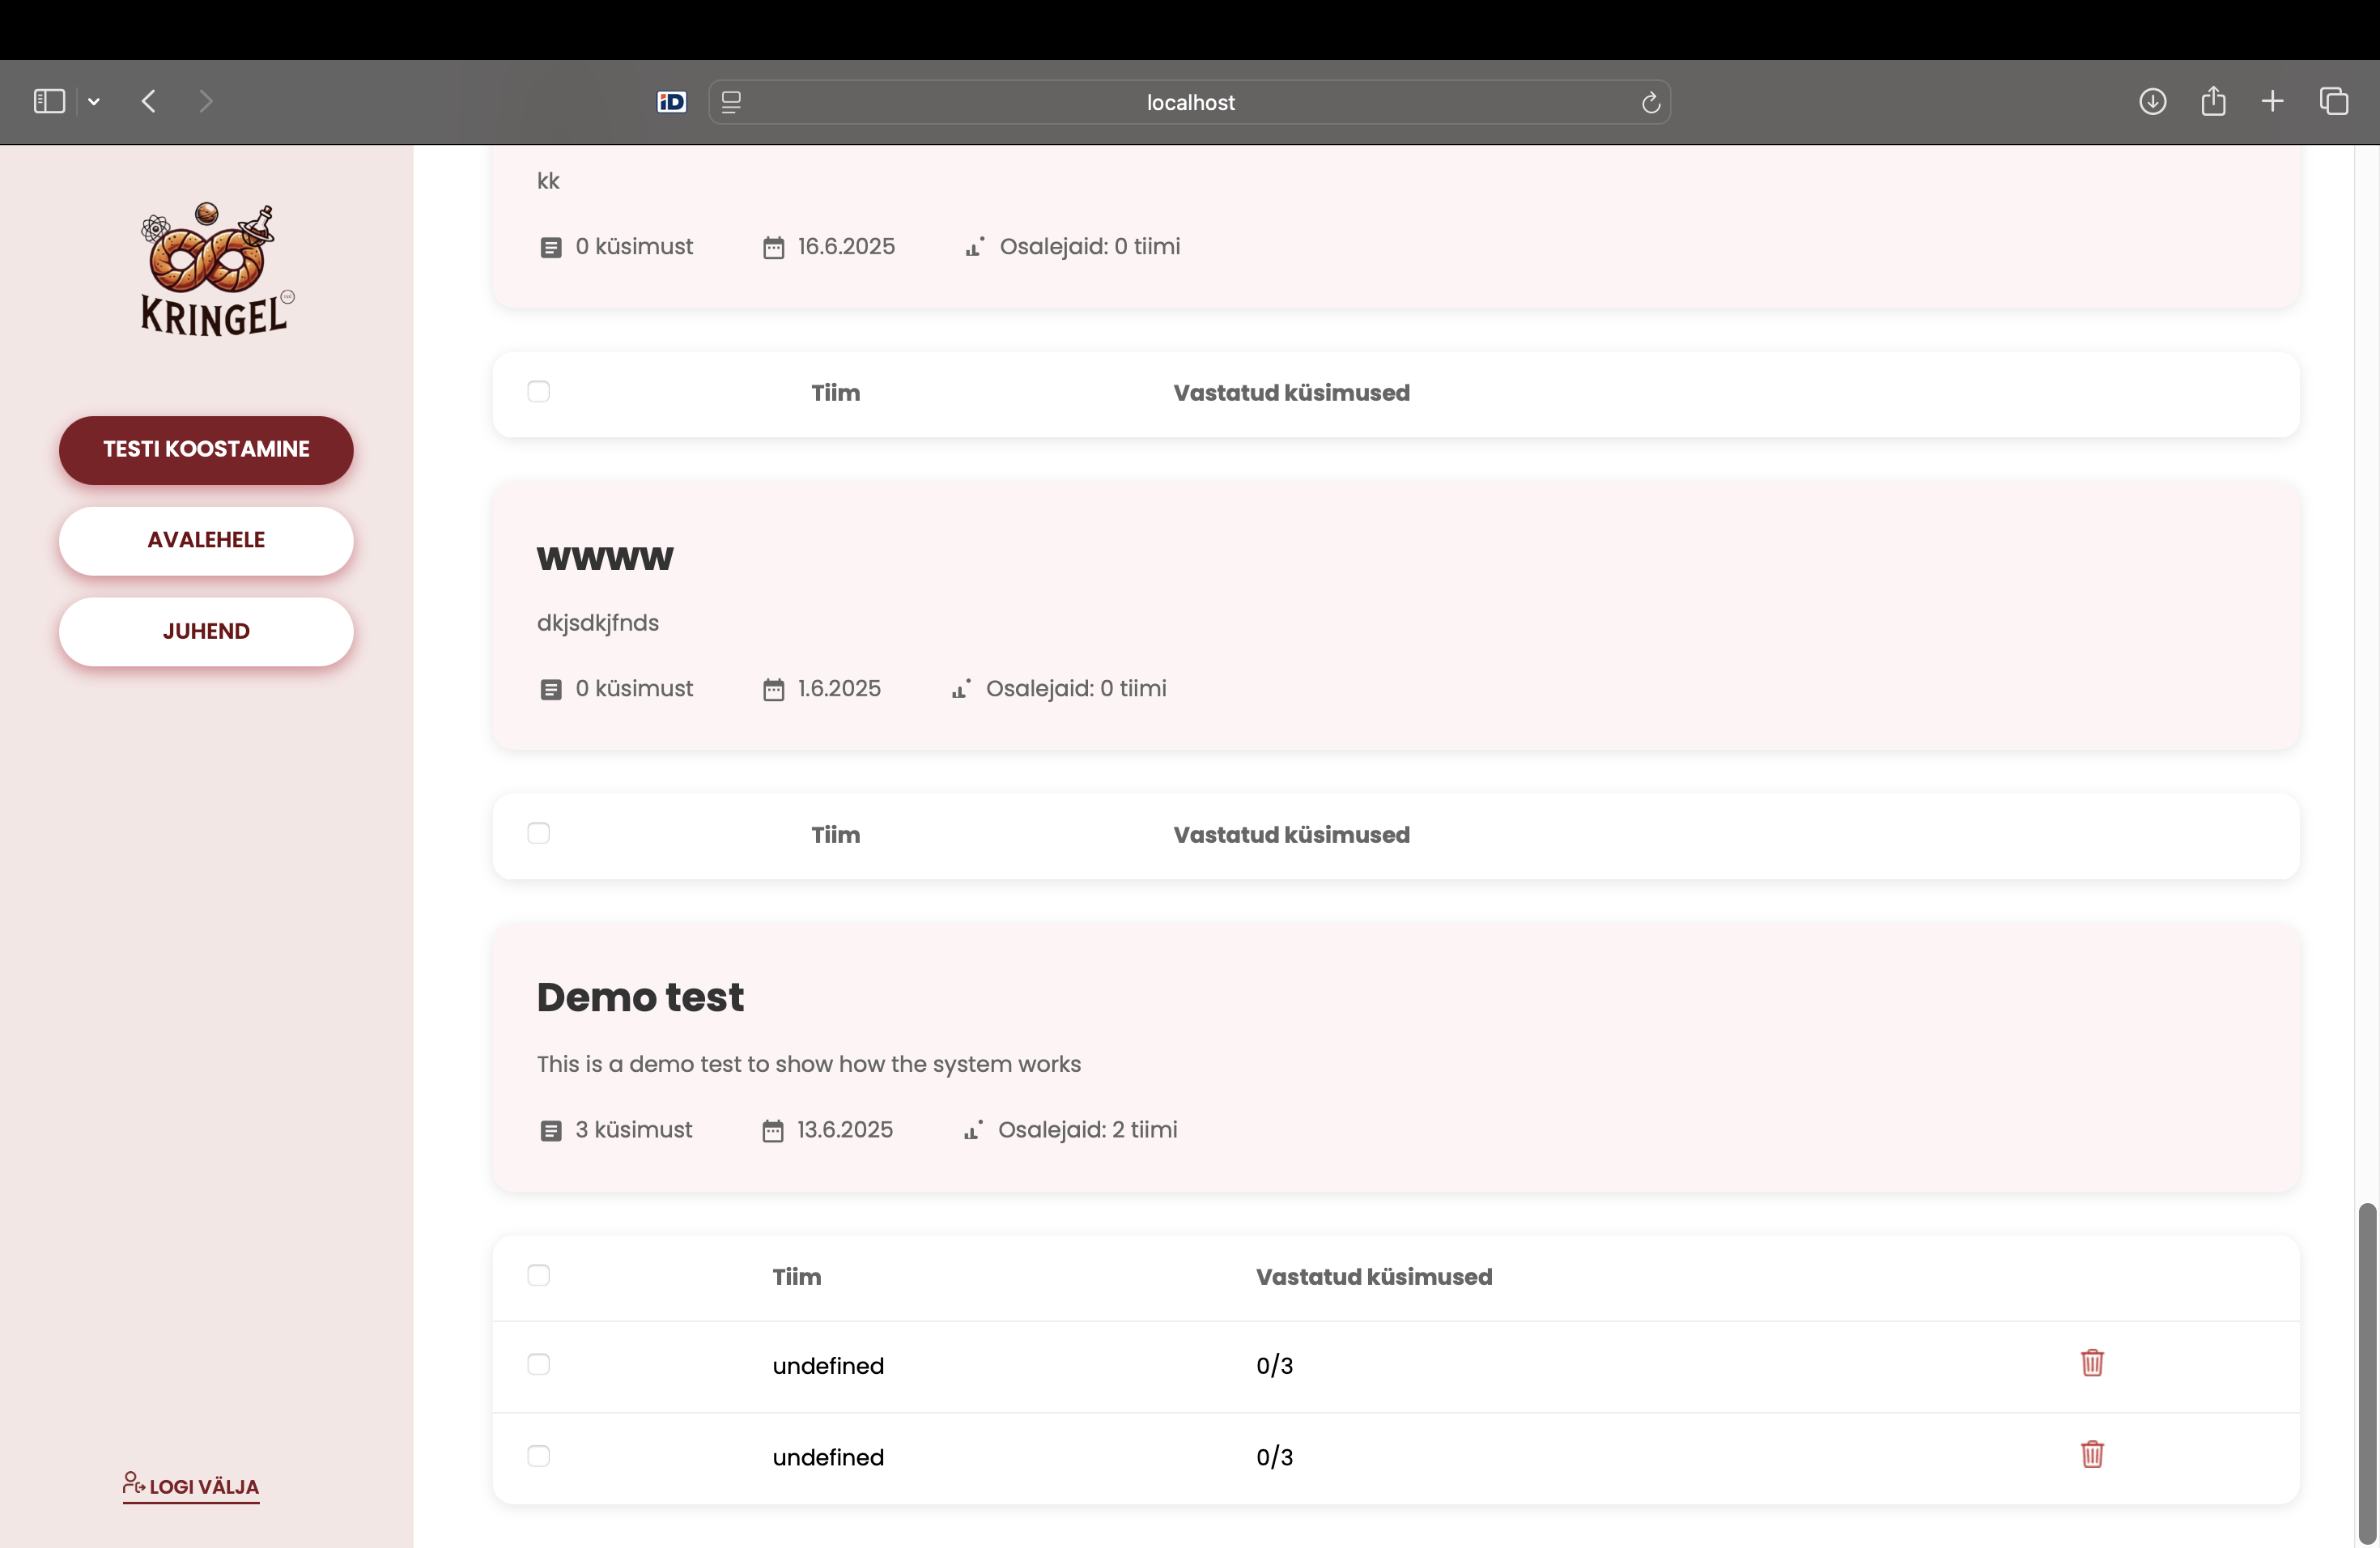 iD
localhost
KRINGEL
TESTI KOOSTAMINE
AVALEHELE
JUHEND
LOGI VÄLJA
kk
0 küsimust 16.6.2025 Osalejaid: 0 tiimi
Tiim Vastatud küsimused
wwww
dkjsdkjfnds
0 küsimust 1.6.2025 Osalejaid: 0 tiimi
Tiim Vastatud küsimused
Demo test
This is a demo test to show how the system works
3 küsimust 13.6.2025 Osalejaid: 2 tiimi
Tiim Vastatud küsimused
undefined 0/3
undefined 0/3